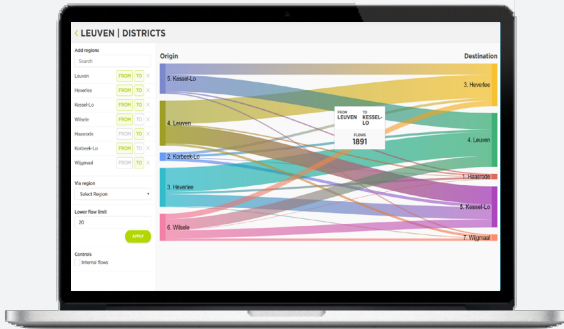 < LEUVEN | DISTRICTS
Add regions
Search
Leuven FROM TO X
Heverlee FROM TO X
Kessel-Lo FROM TO X
Wilsele FROM TO X
Haasrode FROM TO X
Korbeek-Lo FROM TO X
Wijgmaal FROM TO X
Via region
Select Region
Lower flow limit
20
APPLY
Controls
Internal flows
Origin
Destination
5. Kessel-Lo
4. Leuven
2. Korbeek-Lo
3. Heverlee
6. Wilsele
FROM TO
LEUVEN KESSEL-
LO
FLOWS
1891
3. Heverlee
4. Leuven
1. Haasrode
5. Kessel-Lo
7. Wijgmaal